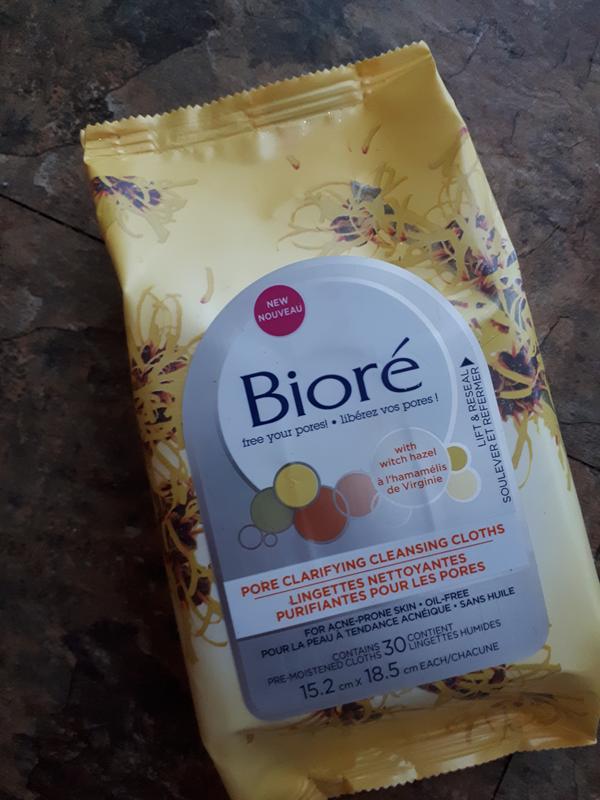 NEW
NOUVEAU
Bioré
free your pores! • libérez vos pores !
LIFT & RESEAL
SOULEVER ET REFERMER
with
witch hazel
à l'hamamélis
de Virginie
PORE CLARIFYING CLEANSING CLOTHS
LINGETTES NETTOYANTES
PURIFIANTES POUR LES PORES
FOR ACNE-PRONE SKIN • OIL-FREE
POUR LA PEAU À TENDANCE ACNÉIQUE • SANS HUILE
CONTAINS 30 CONTIENT
PRE-MOISTENED CLOTHS LINGETTES HUMIDES
15.2 cm x 18.5 cm EACH/CHACUNE